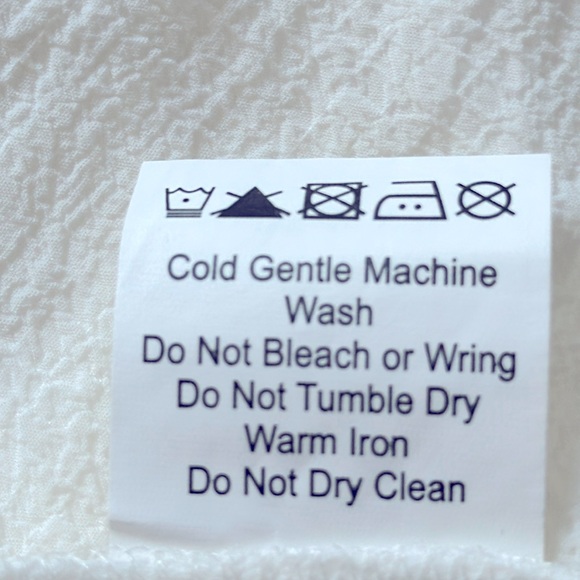 Cold Gentle Machine
Wash
Do Not Bleach or Wring
Do Not Tumble Dry
Warm Iron
Do Not Dry Clean